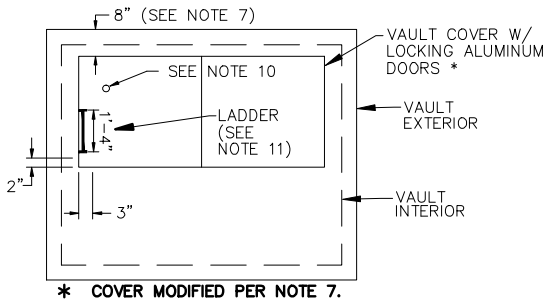 8" (SEE NOTE 7)
VAULT COVER W/
LOCKING ALUMINUM
DOORS *
SEE NOTE 10
1'-4"
LADDER
(SEE
NOTE 11)
VAULT
EXTERIOR
2"
3"
VAULT
INTERIOR
* COVER MODIFIED PER NOTE 7.